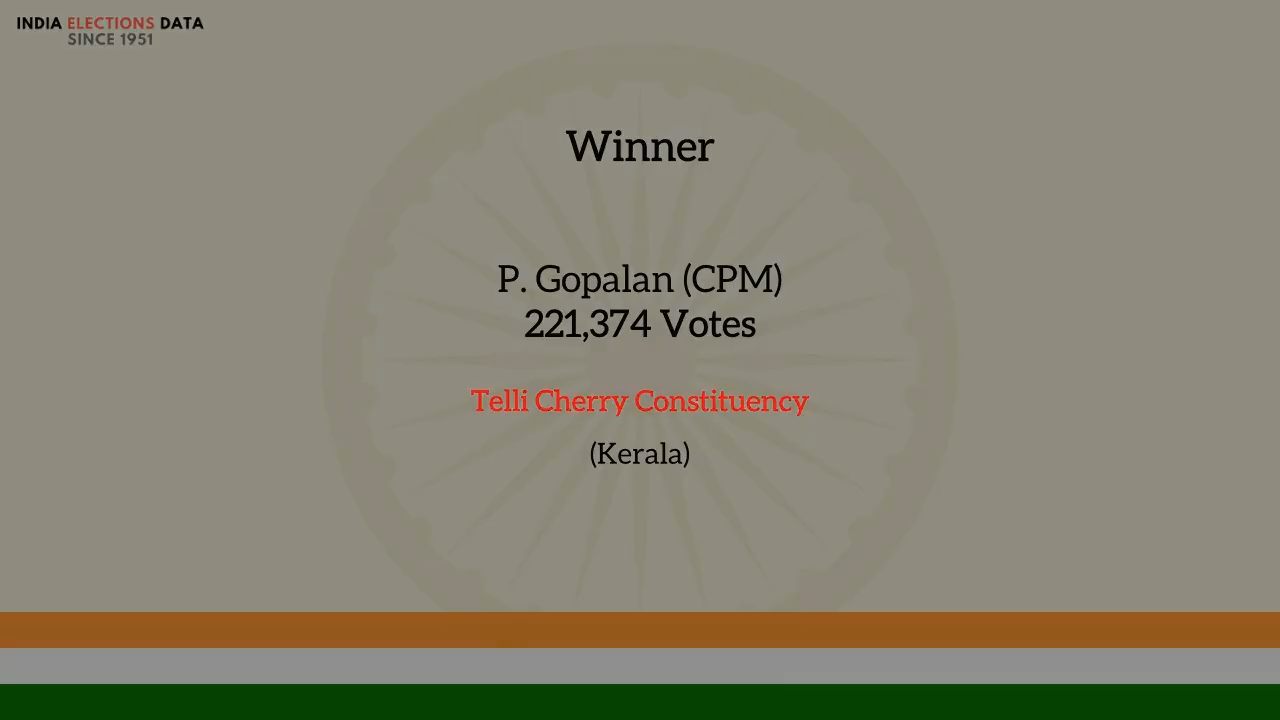 INDIA ELECTIONS DATA
SINCE 1951
Winner
P. Gopalan (CPM)
221,374 Votes
Telli Cherry Constituency
(Kerala)